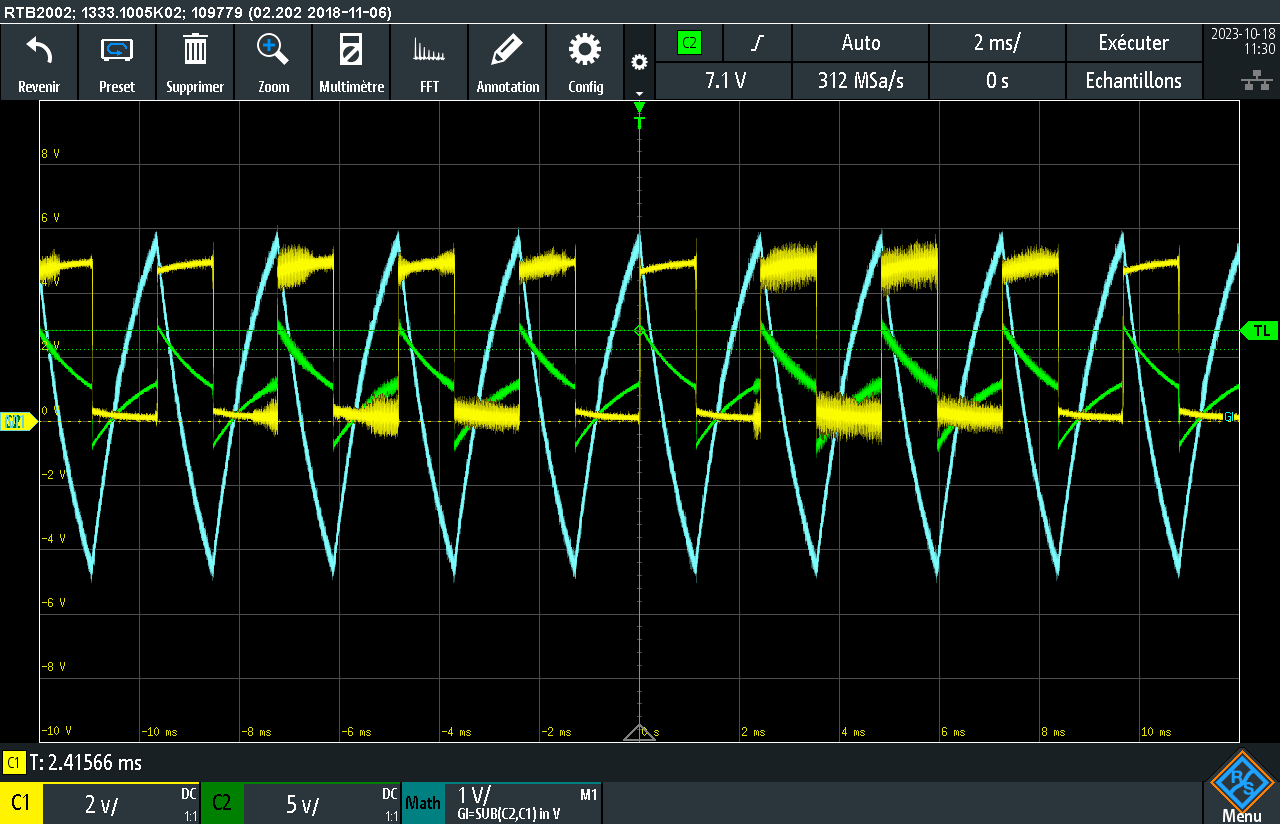 RTB2002; 1333.1005K02; 109779 (02.202 2018-11-06)
Revenir
Preset
Supprimer
Zoom
Multimètre
FFT
Annotation
Config
C2
Auto
2 ms/
Exécuter
7.1 V
312 MSa/s
0 s
Echantillons
2023-10-18
11:30
T
8 V
6 V
4 V
2 V
0 V
-2 V
-4 V
-6 V
-8 V
-10 V
-10 ms
-8 ms
-6 ms
-4 ms
-2 ms
0 s
2 ms
4 ms
6 ms
8 ms
10 ms
TL
GI
C1 T: 2.41566 ms
C1 2 V/ DC 1:1
C2 5 V/ DC 1:1
Math 1 V/ M1
GI=SUB(C2,C1) in V
R&S
Menu